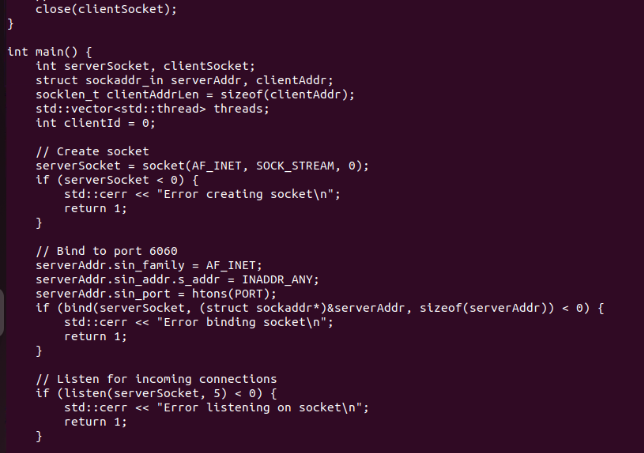 close(clientSocket);
}

int main() {
    int serverSocket, clientSocket;
    struct sockaddr_in serverAddr, clientAddr;
    socklen_t clientAddrLen = sizeof(clientAddr);
    std::vector<std::thread> threads;
    int clientId = 0;

    // Create socket
    serverSocket = socket(AF_INET, SOCK_STREAM, 0);
    if (serverSocket < 0) {
        std::cerr << "Error creating socket\n";
        return 1;
    }

    // Bind to port 6060
    serverAddr.sin_family = AF_INET;
    serverAddr.sin_addr.s_addr = INADDR_ANY;
    serverAddr.sin_port = htons(PORT);
    if (bind(serverSocket, (struct sockaddr*)&serverAddr, sizeof(serverAddr)) < 0) {
        std::cerr << "Error binding socket\n";
        return 1;
    }

    // Listen for incoming connections
    if (listen(serverSocket, 5) < 0) {
        std::cerr << "Error listening on socket\n";
        return 1;
    }